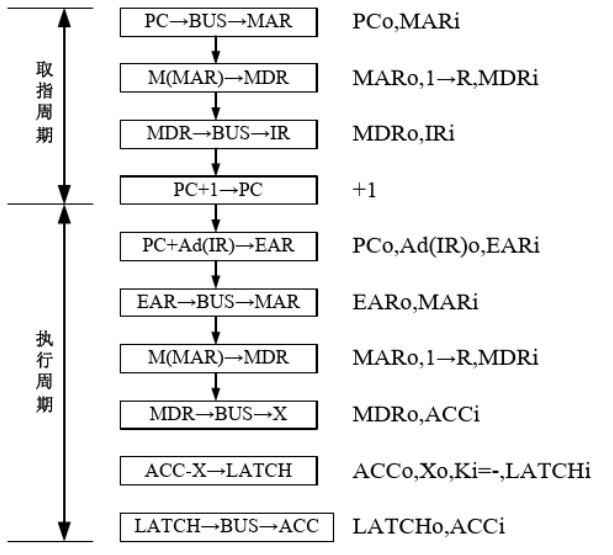 PC→BUS→MAR PCo,MARi
M(MAR)→MDR MARo,1→R,MDRi
取指周期
MDR→BUS→IR MDRo,IRi
PC+1→PC +1
PC+Ad(IR)→EAR PCo,Ad(IR)o,EARi
EAR→BUS→MAR EARo,MARi
执行周期
M(MAR)→MDR MARo,1→R,MDRi
MDR→BUS→X MDRo,ACCi
ACC-X→LATCH ACCo,Xo,Ki=-,LATCHi
LATCH→BUS→ACC LATCHo,ACCi